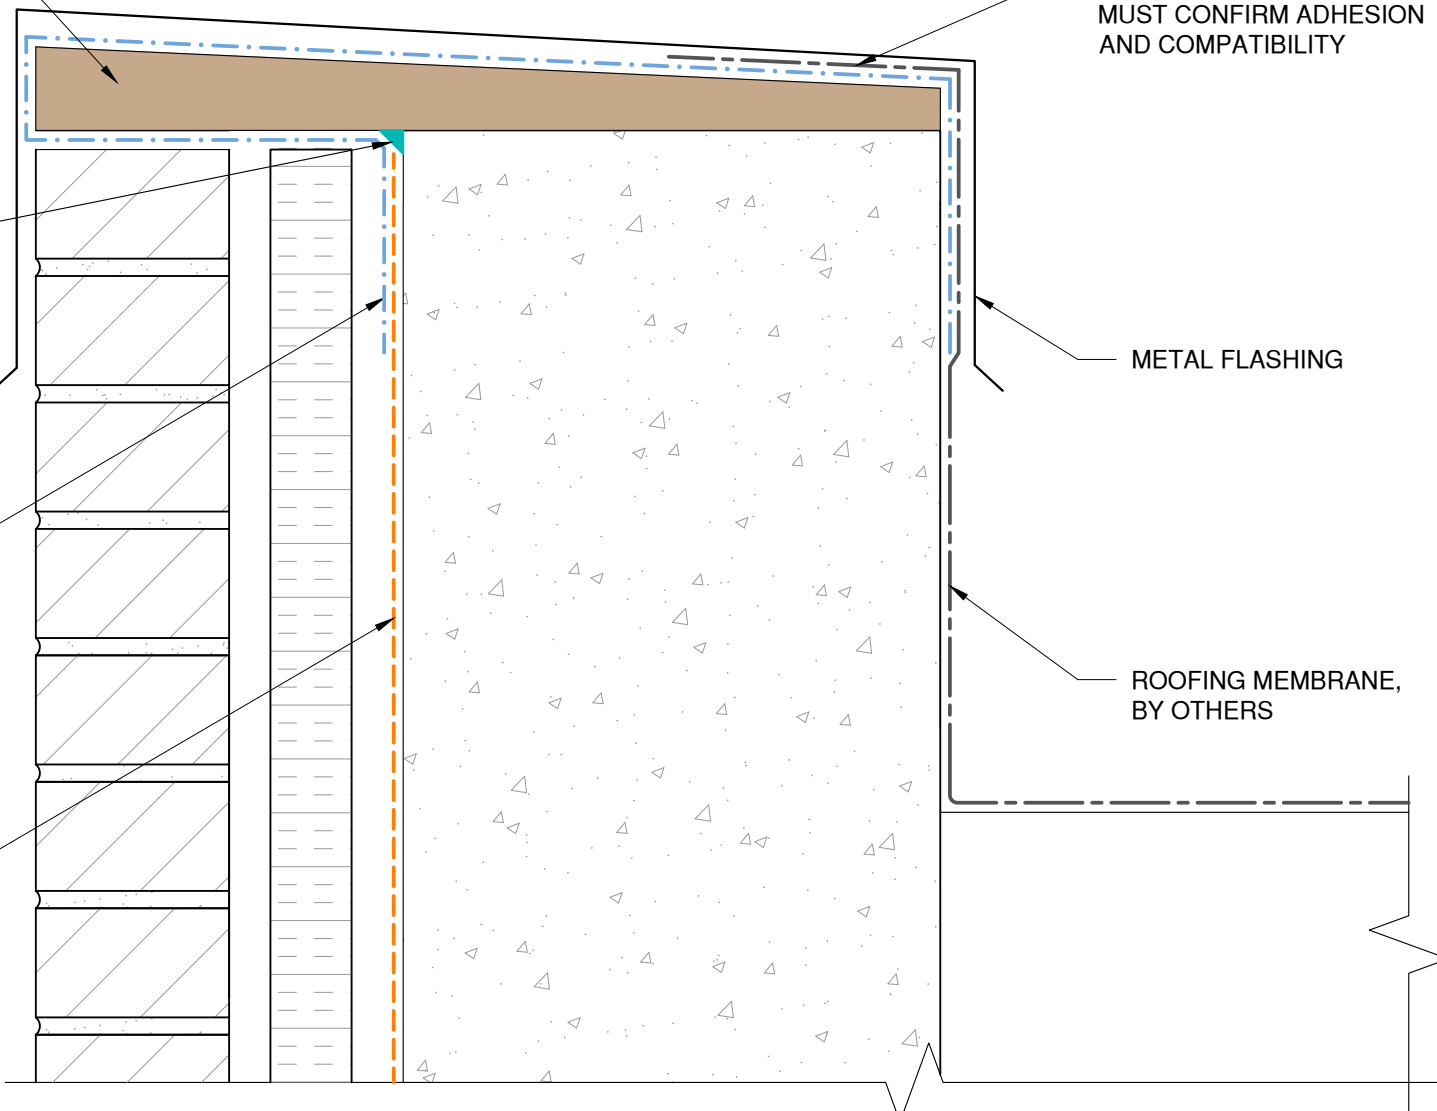 MUST CONFIRM ADHESION
AND COMPATIBILITY
METAL FLASHING
ROOFING MEMBRANE,
BY OTHERS